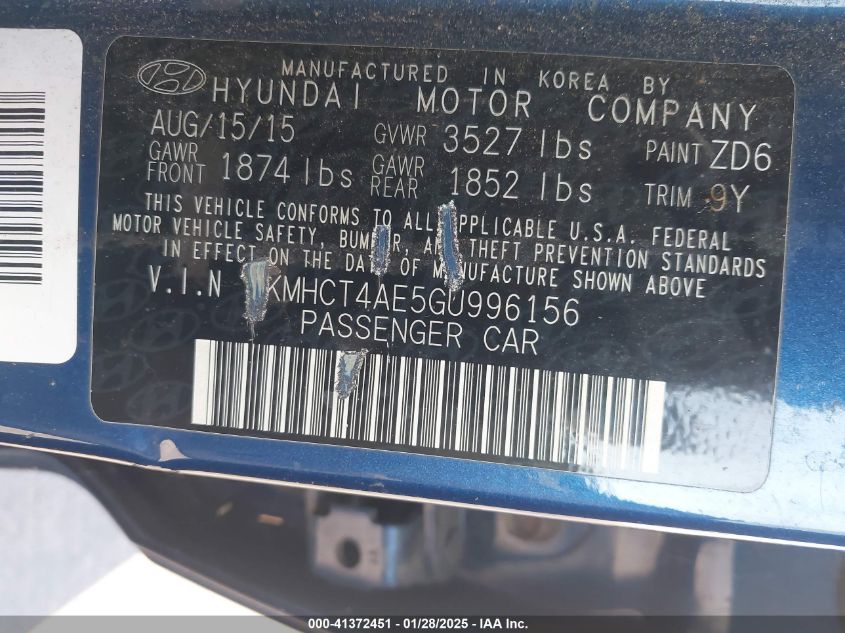 MANUFACTURED IN KOREA BY
HYUNDAI MOTOR COMPANY
AUG/15/15 GVWR 3527 lbs PAINT ZD6
GAWR FRONT 1874 lbs GAWR REAR 1852 lbs TRIM 9Y
THIS VEHICLE CONFORMS TO ALL APPLICABLE U.S.A. FEDERAL
MOTOR VEHICLE SAFETY, BUMPER, AND THEFT PREVENTION STANDARDS
IN EFFECT ON THE DATE OF MANUFACTURE SHOWN ABOVE
V.I.N KMHCT4AE5GU996156
PASSENGER CAR
000-41372451 - 01/28/2025 - IAAI.com